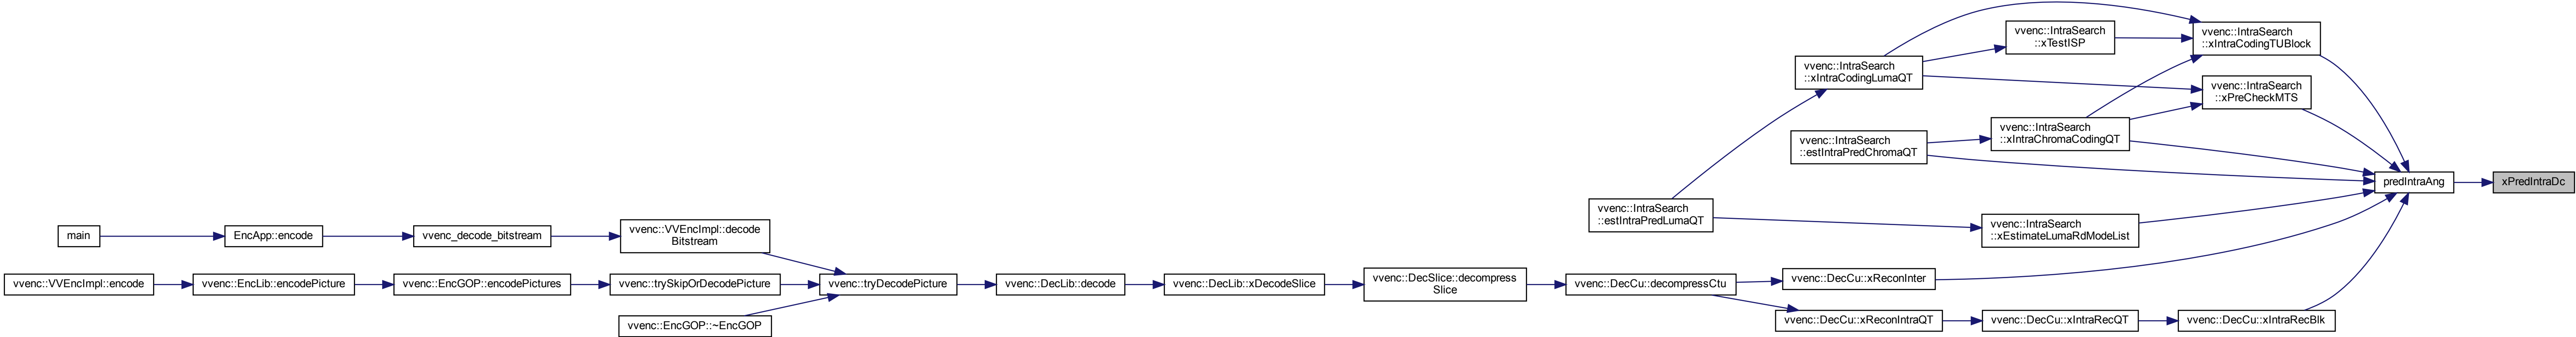 vvenc::IntraSearch
::xIntraCodingTUBlock
vvenc::IntraSearch
::xTestISP
vvenc::IntraSearch
::xIntraCodingLumaQT
vvenc::IntraSearch
::xPreCheckMTS
vvenc::IntraSearch
::xIntraChromaCodingQT
vvenc::IntraSearch
::estIntraPredChromaQT
predIntraAng
xPredIntraDc
vvenc::IntraSearch
::estIntraPredLumaQT
vvenc::IntraSearch
::xEstimateLumaRdModeList
main
EncApp::encode
vvenc_decode_bitstream
vvenc::VVEncImpl::decode
Bitstream
vvenc::VVEncImpl::encode
vvenc::EncLib::encodePicture
vvenc::EncGOP::encodePictures
vvenc::trySkipOrDecodePicture
vvenc::tryDecodePicture
vvenc::DecLib::decode
vvenc::DecLib::xDecodeSlice
vvenc::DecSlice::decompress
Slice
vvenc::DecCu::decompressCtu
vvenc::DecCu::xReconInter
vvenc::EncGOP::~EncGOP
vvenc::DecCu::xReconIntraQT
vvenc::DecCu::xIntraRecQT
vvenc::DecCu::xIntraRecBlk